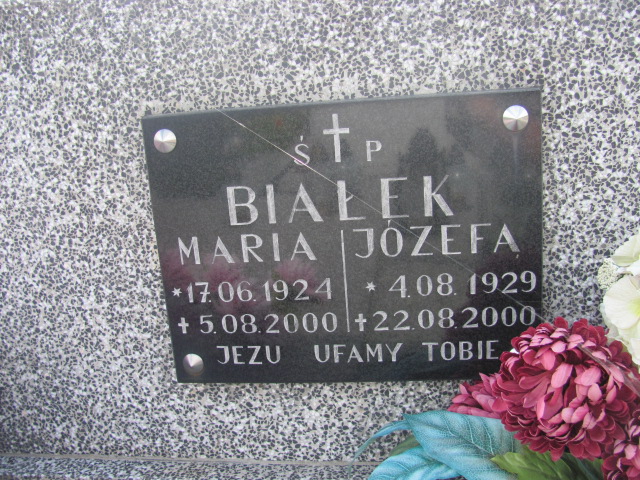 Ś † P
BIAŁEK
MARIA | JÓZEFA
*17.06.1924 | * 4.08.1929
†5.08.2000 | †22.08.2000
JEZU UFAMY TOBIE